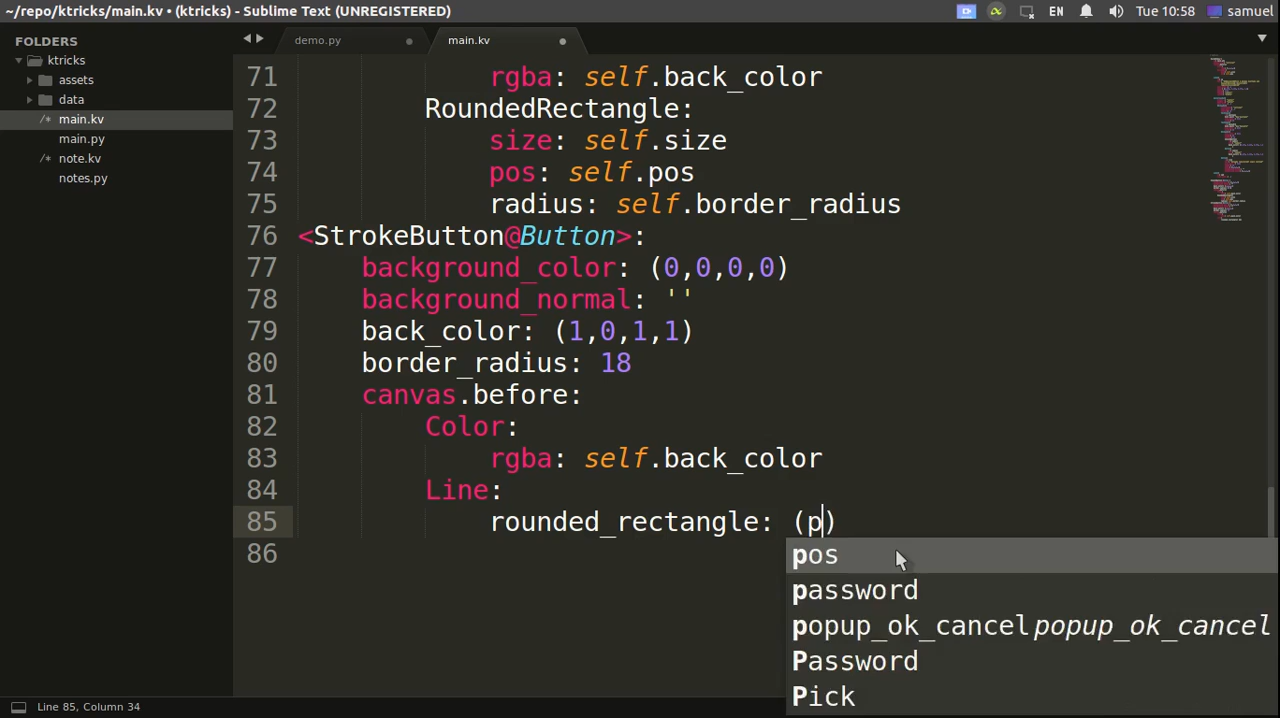 ~/repo/ktricks/main.kv • (ktricks) - Sublime Text (UNREGISTERED)
EN
Tue 10:58
samuel
FOLDERS
ktricks
assets
data
main.kv
main.py
note.kv
notes.py
demo.py
main.kv
71 rgba: self.back_color
72 RoundedRectangle:
73 size: self.size
74 pos: self.pos
75 radius: self.border_radius
76 <StrokeButton@Button>:
77 background_color: (0,0,0,0)
78 background_normal: ''
79 back_color: (1,0,1,1)
80 border_radius: 18
81 canvas.before:
82 Color:
83 rgba: self.back_color
84 Line:
85 rounded_rectangle: (p)
86
pos
password
popup_ok_cancel popup_ok_cancel
Password
Pick
Line 85, Column 34